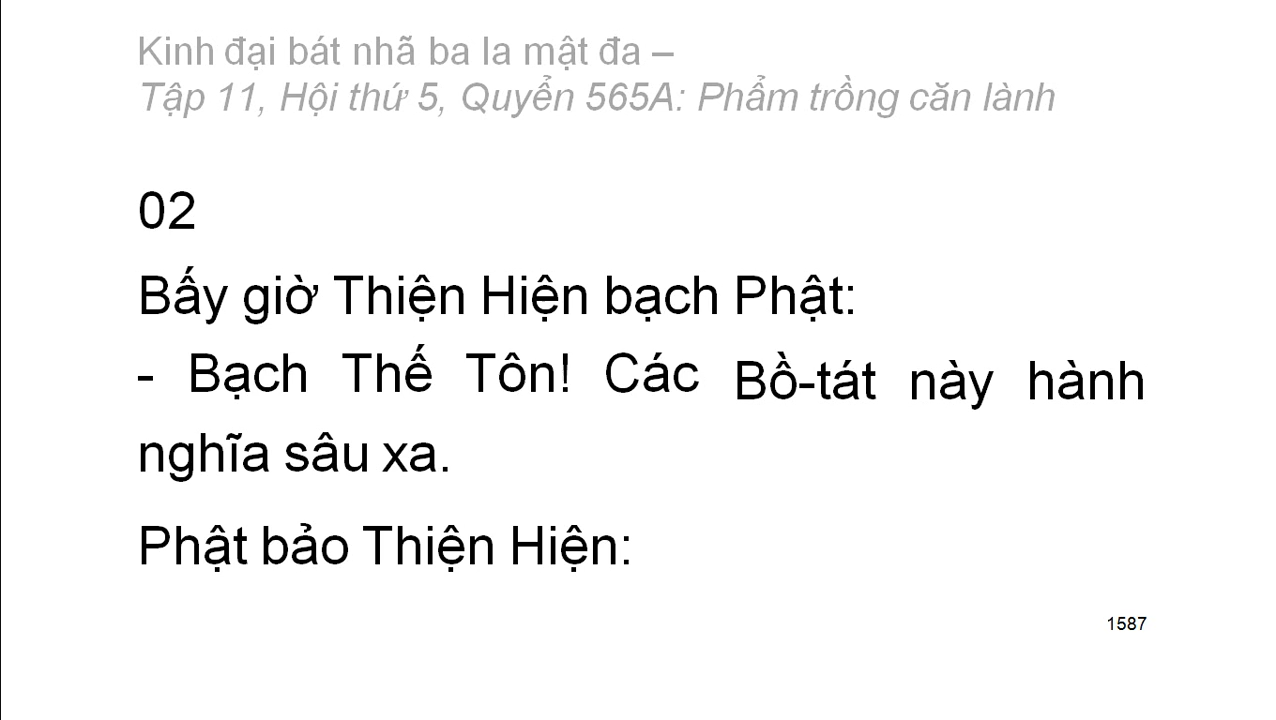 Kinh đại bát nhã ba la mật đa –
Tập 11, Hội thứ 5, Quyển 565A: Phẩm trồng căn lành
02
Bấy giờ Thiện Hiện bạch Phật:
- Bạch Thế Tôn! Các Bồ-tát này hành
nghĩa sâu xa.
Phật bảo Thiện Hiện:
1587